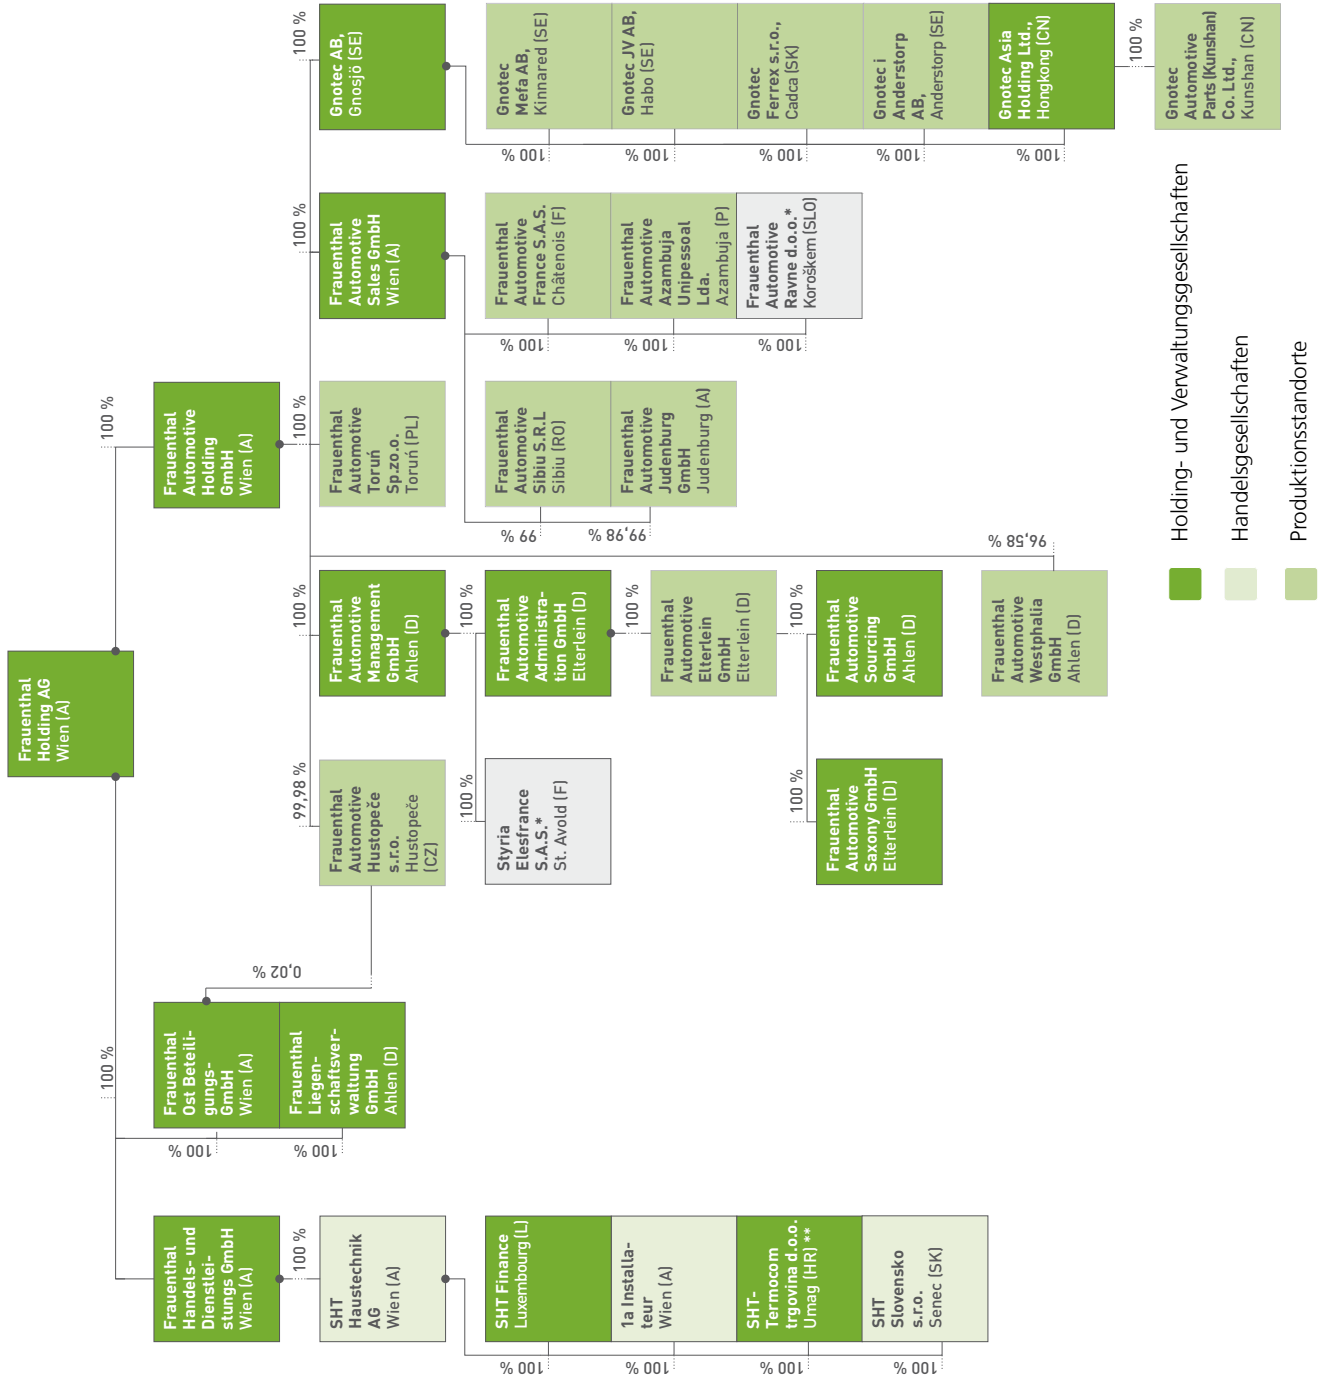 Frauenthal
Holding AG
Wien (A)
100 %
100 %
Frauenthal
Handels- und
Dienstlei-
stungs GmbH
Wien (A)
100 %
SHT
Haustechnik
AG
Wien (A)
SHT Finance
Luxembourg (L)
100 %
1a Installa-
teur
Wien (A)
100 %
SHT-
Termocom
trgovina d.o.o.
Umag (HR) **
100 %
SHT
Slovensko
s.r.o.
Senec (SK)
100 %
Frauenthal
Ost Beteili-
gungs-
GmbH
Wien (A)
100 %
Frauenthal
Liegen-
schaftsver-
waltung
GmbH
Ahlen (D)
100 %
0,02 %
Frauenthal
Automotive
Holding
GmbH
Wien (A)
99,98 %
Frauenthal
Automotive
Hustopeče
s.r.o.
Hustopeče
(CZ)
100 %
Frauenthal
Automotive
Management
GmbH
Ahlen (D)
100 %
Styria
Elesfrance
S.A.S.*
St. Avold (F)
100 %
Frauenthal
Automotive
Administra-
tion GmbH
Elterlein (D)
100 %
Frauenthal
Automotive
Elterlein
GmbH
Elterlein (D)
100 %
Frauenthal
Automotive
Saxony GmbH
Elterlein (D)
100 %
Frauenthal
Automotive
Sourcing
GmbH
Ahlen (D)
96,58 %
Frauenthal
Automotive
Westphalia
GmbH
Ahlen (D)
100 %
Frauenthal
Automotive
Toruń
Sp.zo.o.
Toruń (PL)
100 %
Frauenthal
Automotive
Sales GmbH
Wien (A)
Frauenthal
Automotive
Sibiu S.R.L
Sibiu (RO)
99 %
Frauenthal
Automotive
Judenburg
GmbH
Judenburg (A)
99,98 %
Frauenthal
Automotive
France S.A.S.
Châtenois (F)
100 %
Frauenthal
Automotive
Azambuja
Unipessoal
Lda.
Azambuja (P)
100 %
Frauenthal
Automotive
Ravne d.o.o.*
Koroškem (SLO)
100 %
100 %
Gnotec AB,
Gnosjö (SE)
Gnotec
Mefa AB,
Kinnared (SE)
100 %
Gnotec JV AB,
Habo (SE)
100 %
Gnotec
Ferrex s.r.o.,
Cadca (SK)
100 %
Gnotec i
Anderstorp
AB,
Anderstorp (SE)
100 %
Gnotec Asia
Holding Ltd.,
Hongkong (CN)
100 %
100 %
Gnotec
Automotive
Parts (Kunshan)
Co. Ltd.,
Kunshan (CN)
Holding- und Verwaltungsgesellschaften
Handelsgesellschaften
Produktionsstandorte